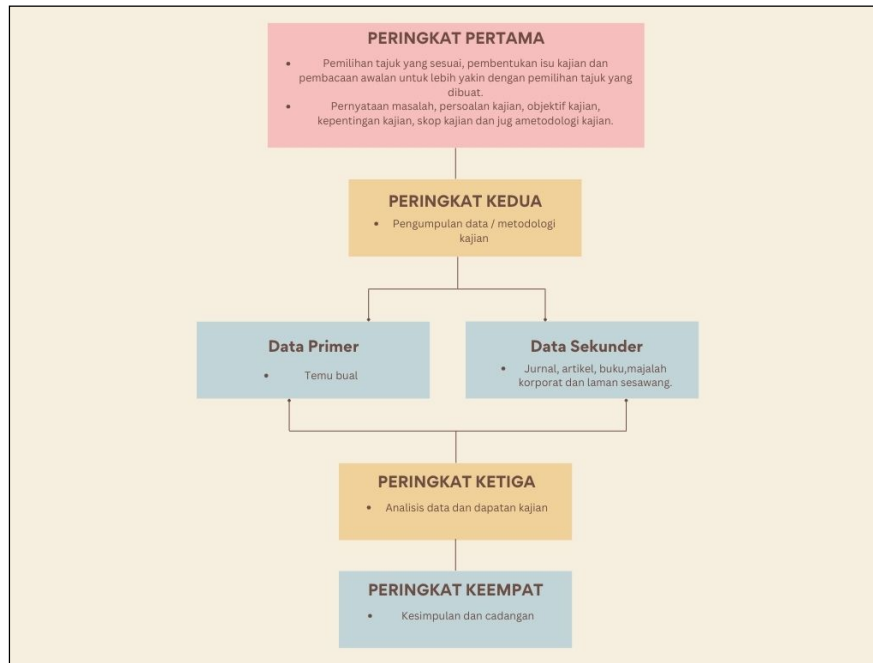 PERINGKAT PERTAMA
• Pemilihan tajuk yang sesuai, pembentukan isu kajian dan
pembacaan awalan untuk lebih yakin dengan pemilihan tajuk yang
dibuat.
• Pernyataan masalah, persoalan kajian, objektif kajian,
kepentingan kajian, skop kajian dan jug ametodologi kajian.
PERINGKAT KEDUA
• Pengumpulan data / metodologi
kajian
Data Primer
• Temu bual
Data Sekunder
• Jurnal, artikel, buku,majalah
korporat dan laman sesawang.
PERINGKAT KETIGA
• Analisis data dan dapatan kajian
PERINGKAT KEEMPAT
• Kesimpulan dan cadangan